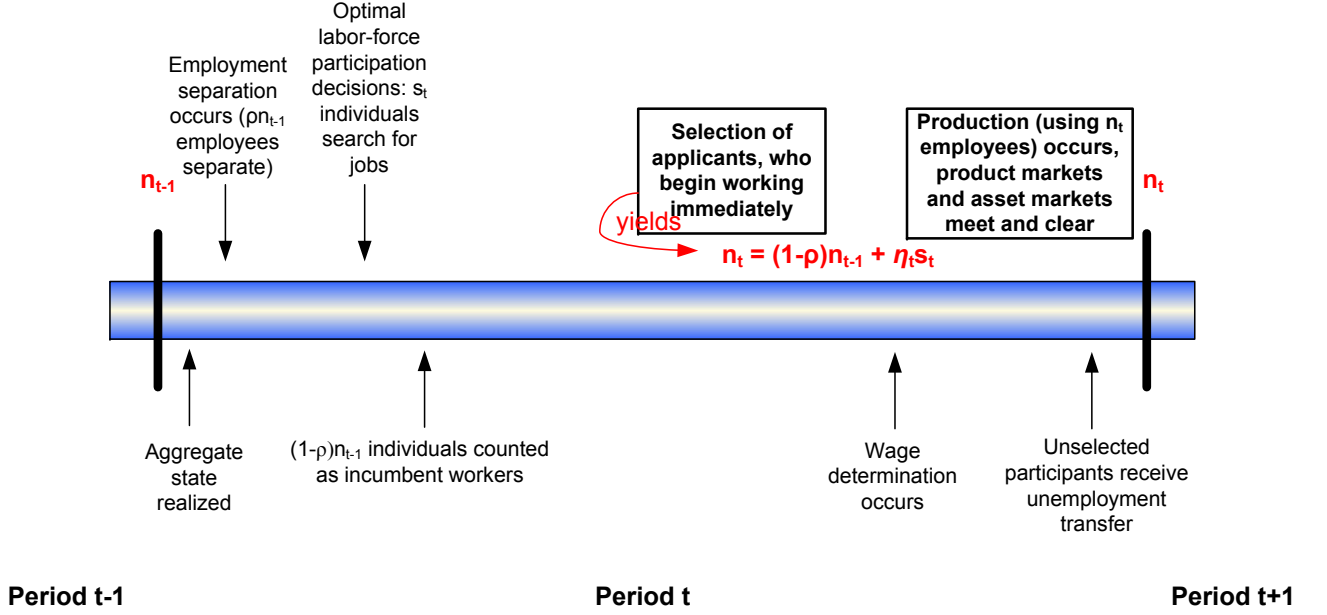 Employment
separation
occurs (ρnt-1
employees
separate)
Optimal
labor-force
participation
decisions: st
individuals
search for
jobs
Selection of
applicants, who
begin working
immediately
Production (using nt
employees) occurs,
product markets
and asset markets
meet and clear
nt-1
nt
yields
nt = (1-ρ)nt-1 + ηtst
Aggregate
state
realized
(1-ρ)nt-1 individuals counted
as incumbent workers
Wage
determination
occurs
Unselected
participants receive
unemployment
transfer
Period t-1
Period t
Period t+1